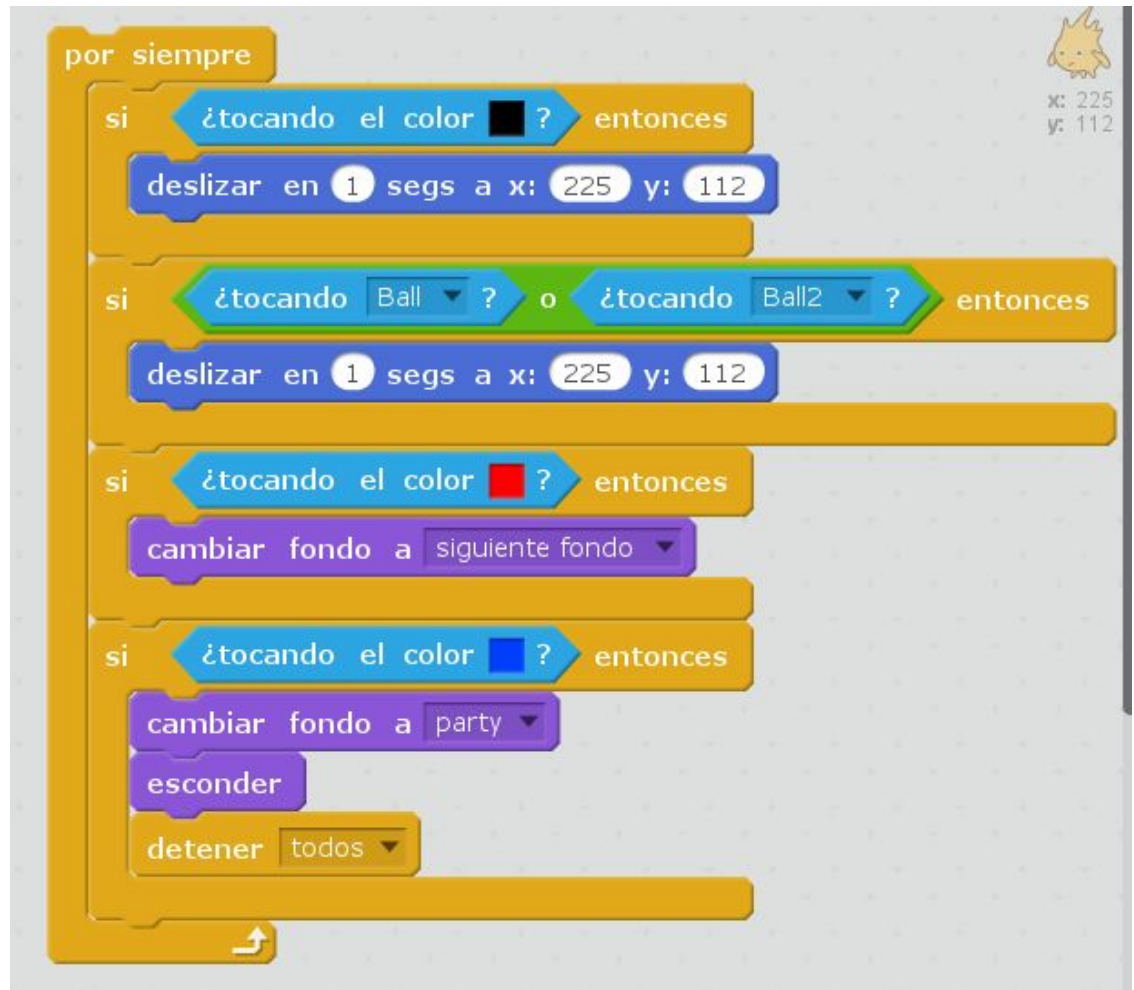 por siempre
x: 225
y: 112
si ¿tocando el color ? entonces
deslizar en 1 segs a x: 225 y: 112
si ¿tocando Ball ? o ¿tocando Ball2 ? entonces
deslizar en 1 segs a x: 225 y: 112
si ¿tocando el color ? entonces
cambiar fondo a siguiente fondo
si ¿tocando el color ? entonces
cambiar fondo a party
esconder
detener todos